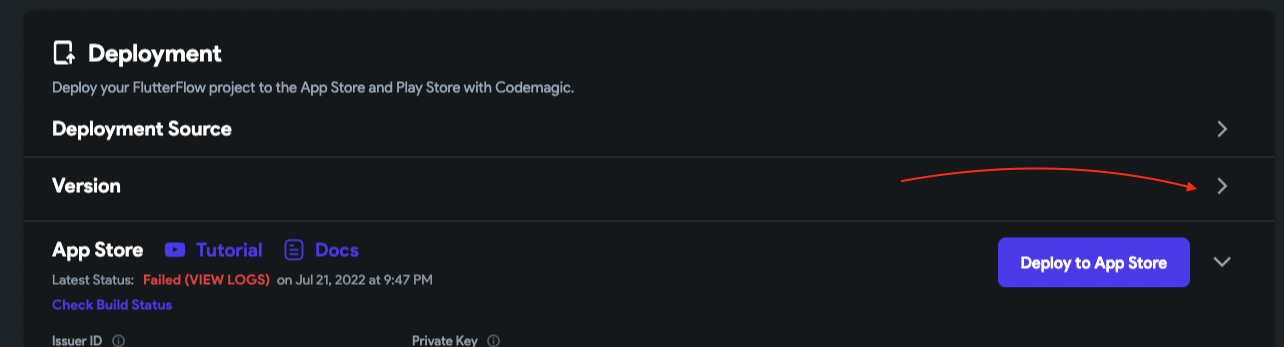 Deployment
Deploy your FlutterFlow project to the App Store and Play Store with Codemagic.
Deployment Source
Version
App Store Tutorial Docs Deploy to App Store
Latest Status: Failed (VIEW LOGS) on Jul 21, 2022 at 9:47 PM
Check Build Status
Issuer ID Private Key